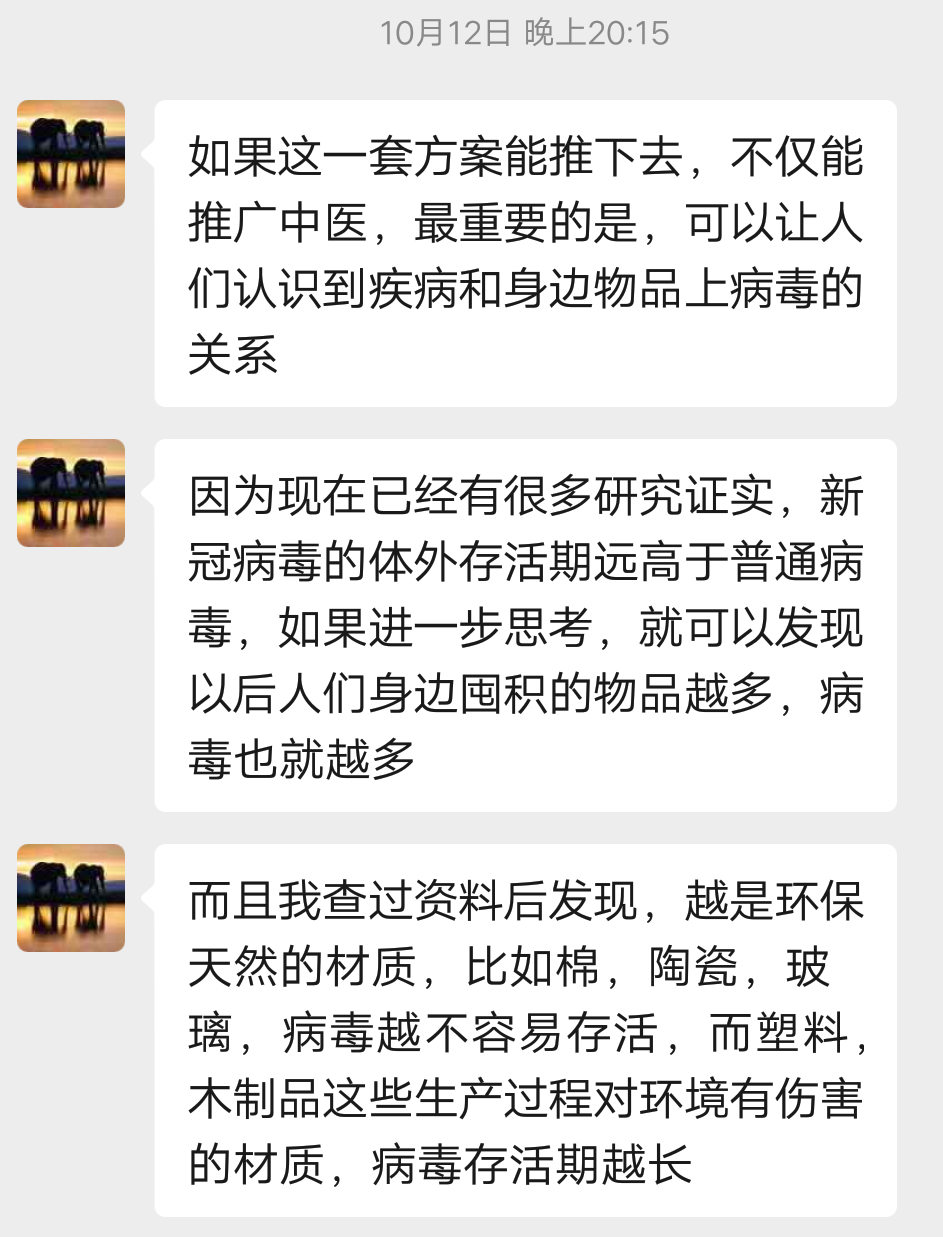 10月12日 晚上20:15
如果这一套方案能推下去，不仅能
推广中医，最重要的是，可以让人
们认识到疾病和身边物品上病毒的
关系
因为现在已经有很多研究证实，新
冠病毒的体外存活期远高于普通病
毒，如果进一步思考，就可以发现
以后人们身边囤积的物品越多，病
毒也就越多
而且我查过资料后发现，越是环保
天然的材质，比如棉，陶瓷，玻
璃，病毒越不容易存活，而塑料，
木制品这些生产过程对环境有伤害
的材质，病毒存活期越长